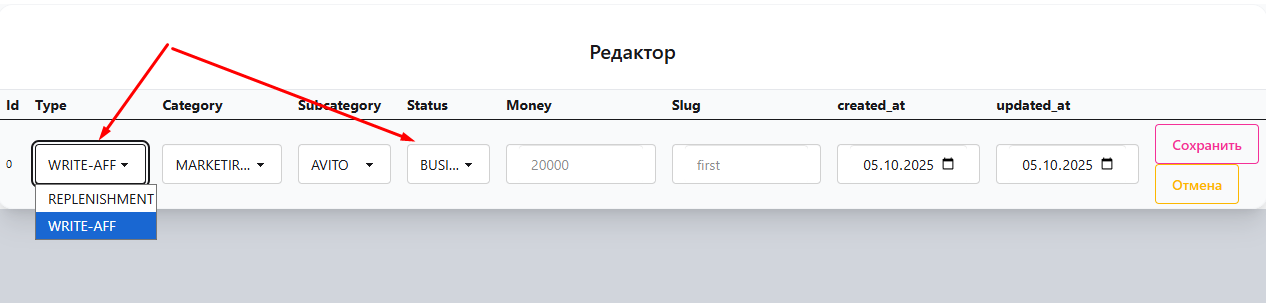 Редактор
Id Type Category Subcategory Status Money Slug created_at updated_at
0 WRITE-AFF MARKETIR... AVITO BUSI... 20000 first 05.10.2025 05.10.2025 Сохранить
Отмена
REPLENISHMENT
WRITE-AFF